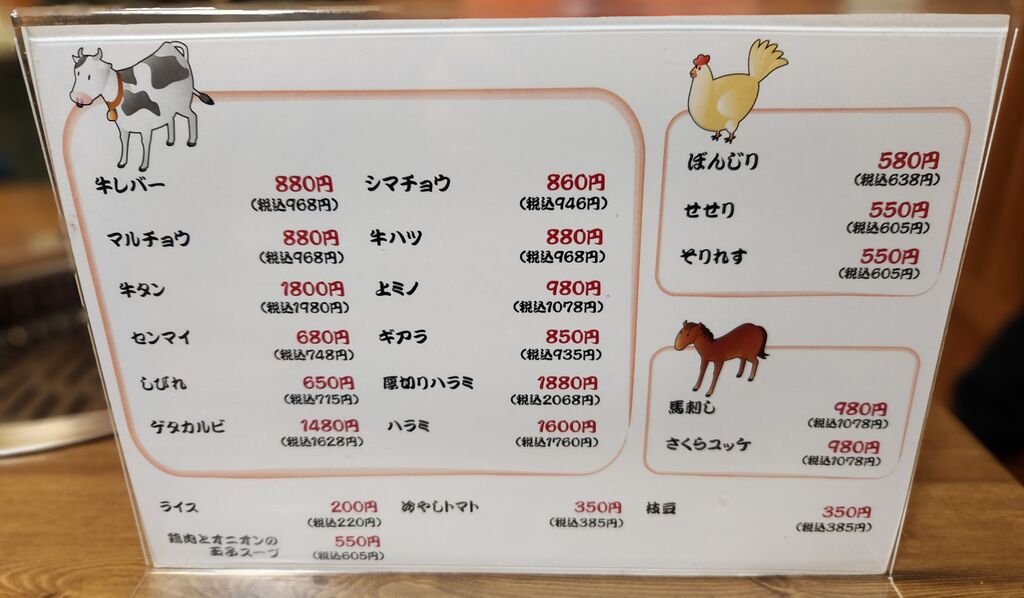 牛レバー 880円 シマチョウ 860円
(税込968円) (税込946円)
マルチョウ 880円 牛ハツ 880円
(税込968円) (税込968円)
牛タン 1800円 上ミノ 980円
(税込1980円) (税込1078円)
センマイ 680円 ギアラ 850円
(税込748円) (税込935円)
しびれ 650円 厚切りハラミ 1880円
(税込715円) (税込2068円)
ゲタカルビ 1480円 ハラミ 1600円
(税込1628円) (税込1760円)
ぼんじり 580円
(税込638円)
せせり 550円
(税込605円)
そりれす 550円
(税込605円)
馬刺し 980円
(税込1078円)
さくらユッケ 980円
(税込1078円)
ライス 200円 冷やしトマト 350円 枝豆 350円
(税込220円) (税込385円) (税込385円)
鶏肉とオニオンの 550円
玉子スープ (税込605円)